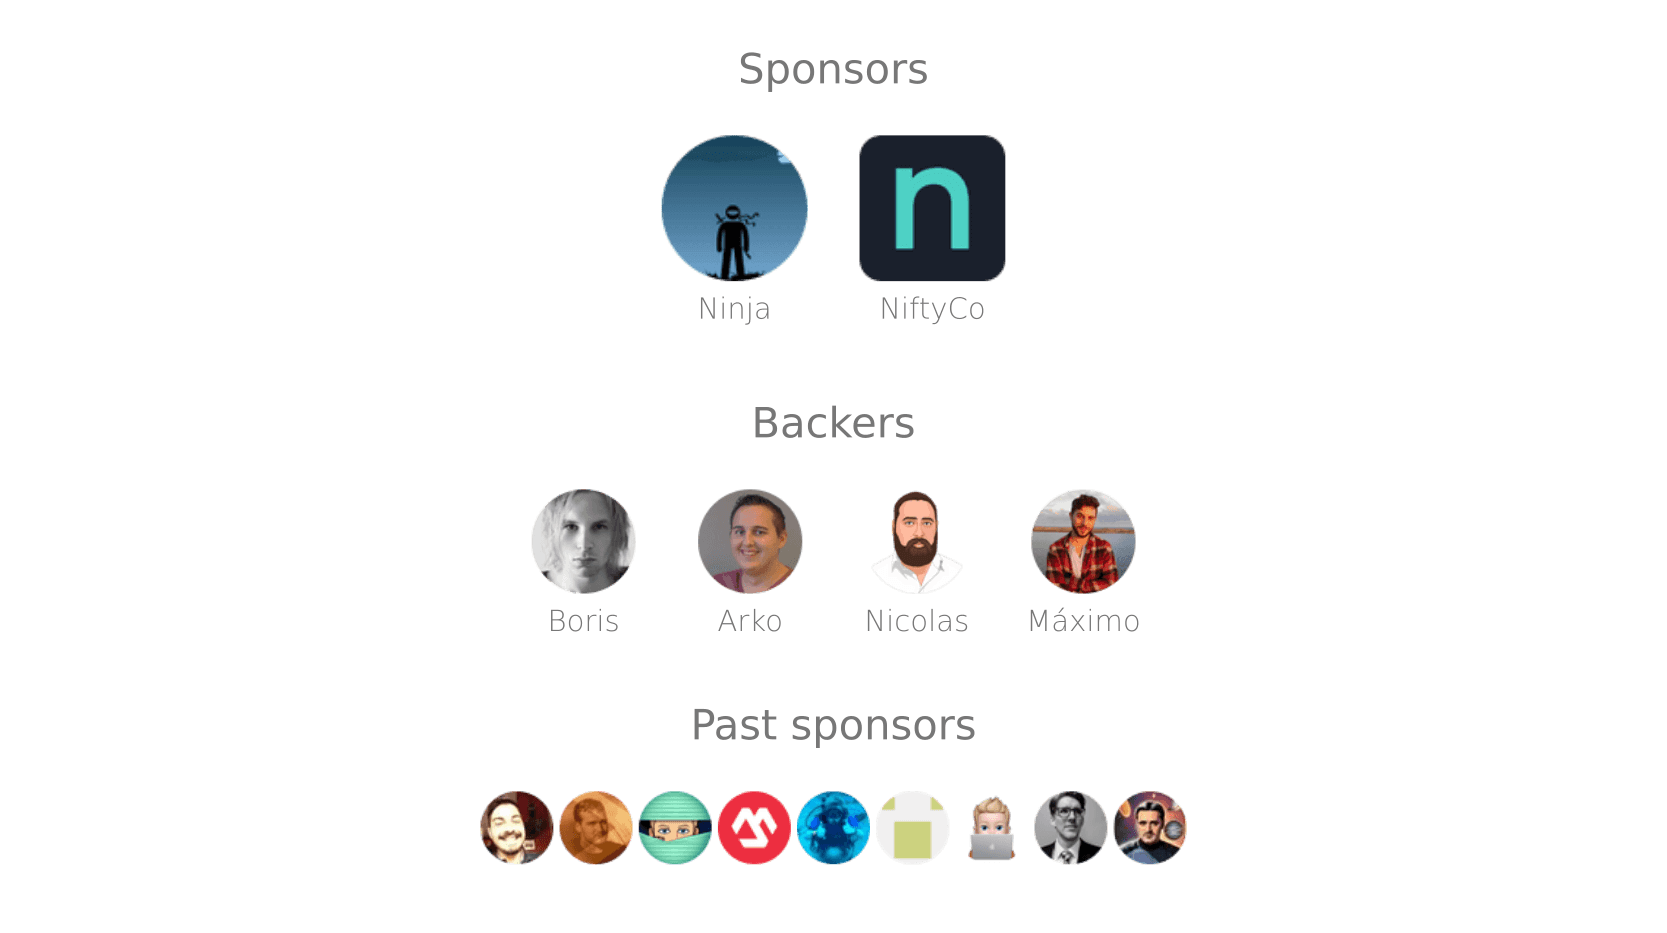 Sponsors
n
Ninja
NiftyCo
Backers
Boris
Arko
Nicolas
Máximo
Past sponsors